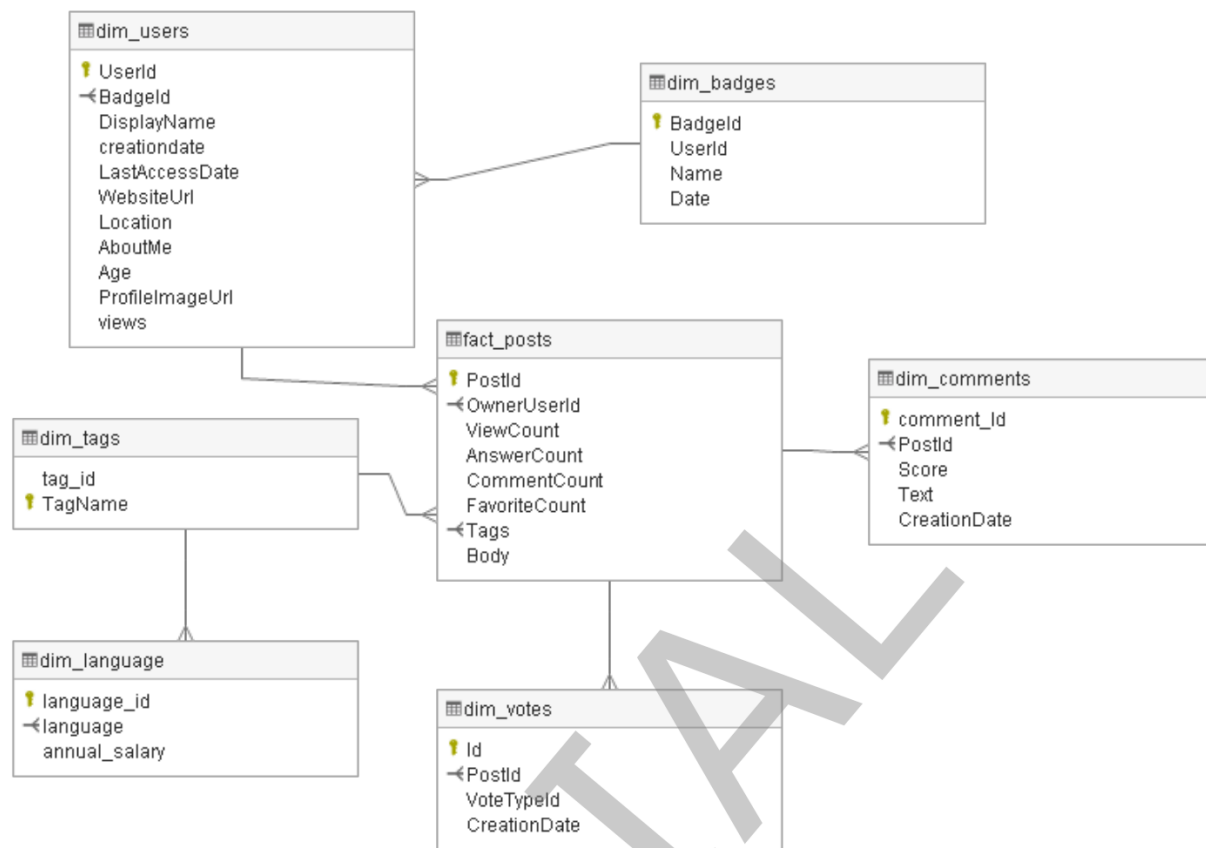 dim_users
UserId
BadgeId
DisplayName
creationdate
LastAccessDate
WebsiteUrl
Location
AboutMe
Age
ProfileImageUrl
views
dim_badges
BadgeId
UserId
Name
Date
fact_posts
PostId
OwnerUserId
ViewCount
AnswerCount
CommentCount
FavoriteCount
Tags
Body
dim_comments
comment_Id
PostId
Score
Text
CreationDate
dim_tags
tag_id
TagName
dim_language
language_id
language
annual_salary
dim_votes
Id
PostId
VoteTypeId
CreationDate